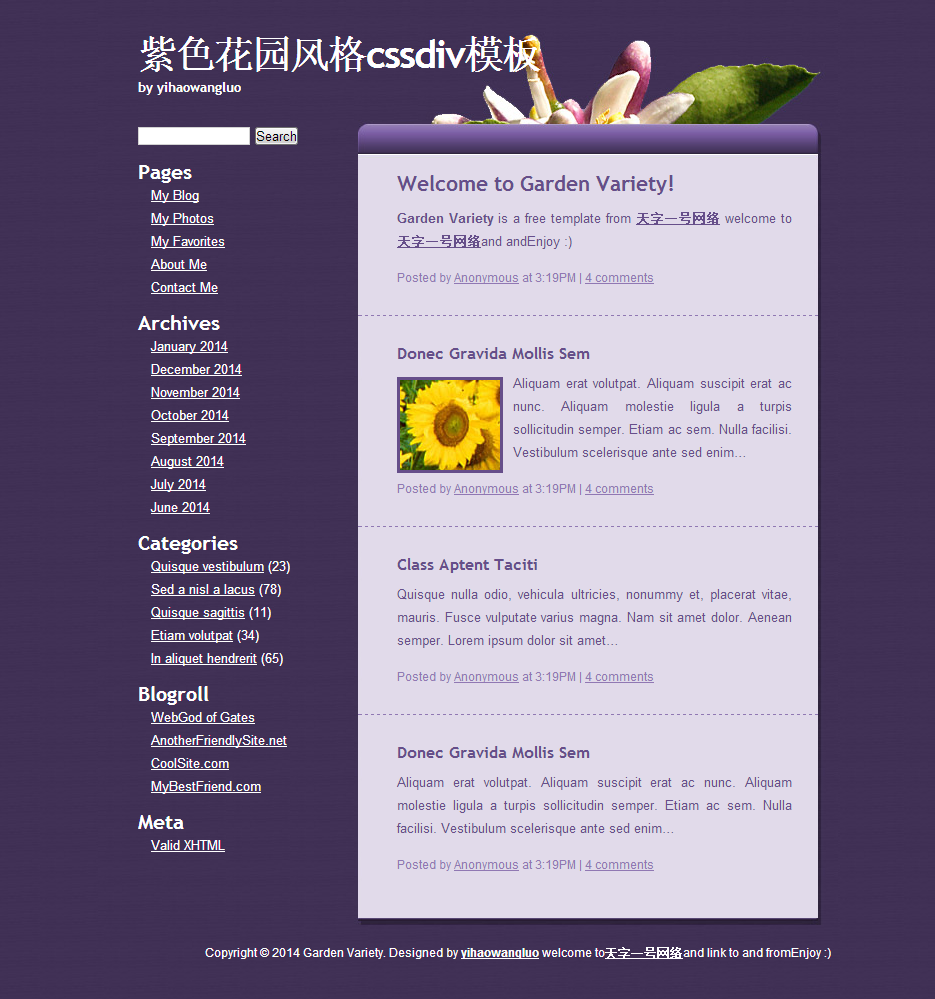 紫色花园风格cssdiv模板
by yihaowangluo
Search
Pages
My Blog
My Photos
My Favorites
About Me
Contact Me
Archives
January 2014
December 2014
November 2014
October 2014
September 2014
August 2014
July 2014
June 2014
Categories
Quisque vestibulum (23)
Sed a nisl a lacus (78)
Quisque sagittis (11)
Etiam volutpat (34)
In aliquet hendrerit (65)
Blogroll
WebGod of Gates
AnotherFriendlySite.net
CoolSite.com
MyBestFriend.com
Meta
Valid XHTML
Welcome to Garden Variety!
Garden Variety is a free template from 天字一号网络 welcome to
天字一号网络and andEnjoy :)
Posted by Anonymous at 3:19PM | 4 comments
Donec Gravida Mollis Sem
Aliquam erat volutpat. Aliquam suscipit erat ac
nunc. Aliquam molestie ligula a turpis
sollicitudin semper. Etiam ac sem. Nulla facilisi.
Vestibulum scelerisque ante sed enim...
Posted by Anonymous at 3:19PM | 4 comments
Class Aptent Taciti
Quisque nulla odio, vehicula ultricies, nonummy et, placerat vitae,
mauris. Fusce vulputate varius magna. Nam sit amet dolor. Aenean
semper. Lorem ipsum dolor sit amet...
Posted by Anonymous at 3:19PM | 4 comments
Donec Gravida Mollis Sem
Aliquam erat volutpat. Aliquam suscipit erat ac nunc. Aliquam
molestie ligula a turpis sollicitudin semper. Etiam ac sem. Nulla
facilisi. Vestibulum scelerisque ante sed enim...
Posted by Anonymous at 3:19PM | 4 comments
Copyright © 2014 Garden Variety. Designed by yihaowangluo welcome to天字一号网络and link to and fromEnjoy :)